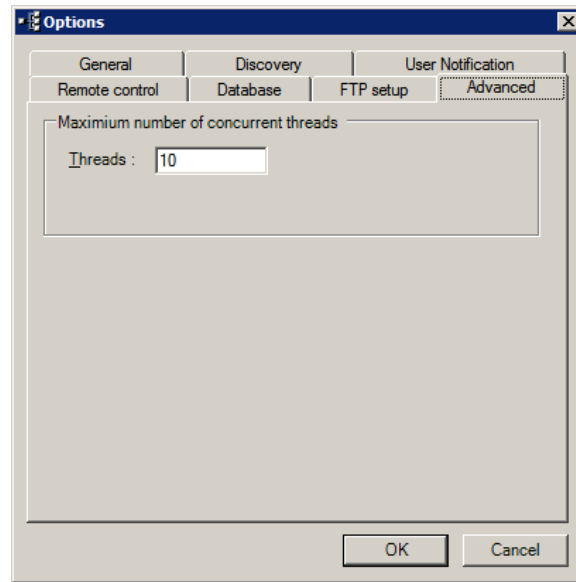 Options
General Discovery User Notification
Remote control Database FTP setup Advanced
Maximium number of concurrent threads
Threads : 10
OK Cancel